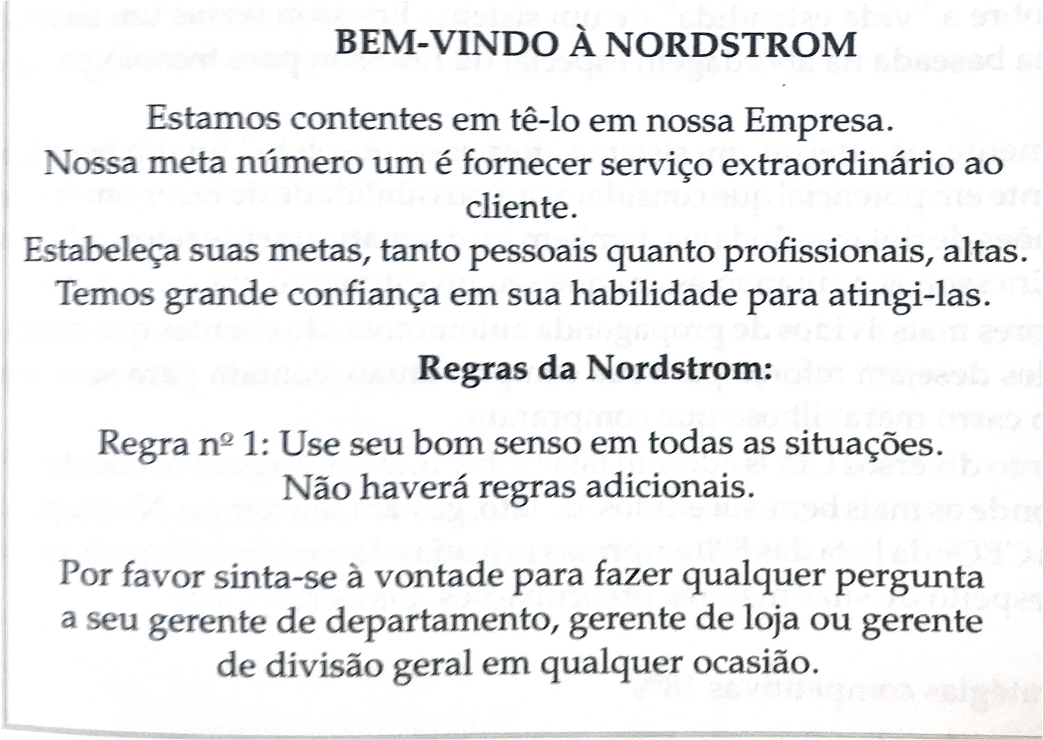 BEM-VINDO À NORDSTROM
Estamos contentes em tê-lo em nossa Empresa.
Nossa meta número um é fornecer serviço extraordinário ao
cliente.
Estabeleça suas metas, tanto pessoais quanto profissionais, altas.
Temos grande confiança em sua habilidade para atingi-las.
Regras da Nordstrom:
Regra nº 1: Use seu bom senso em todas as situações.
Não haverá regras adicionais.
Por favor sinta-se à vontade para fazer qualquer pergunta
a seu gerente de departamento, gerente de loja ou gerente
de divisão geral em qualquer ocasião.